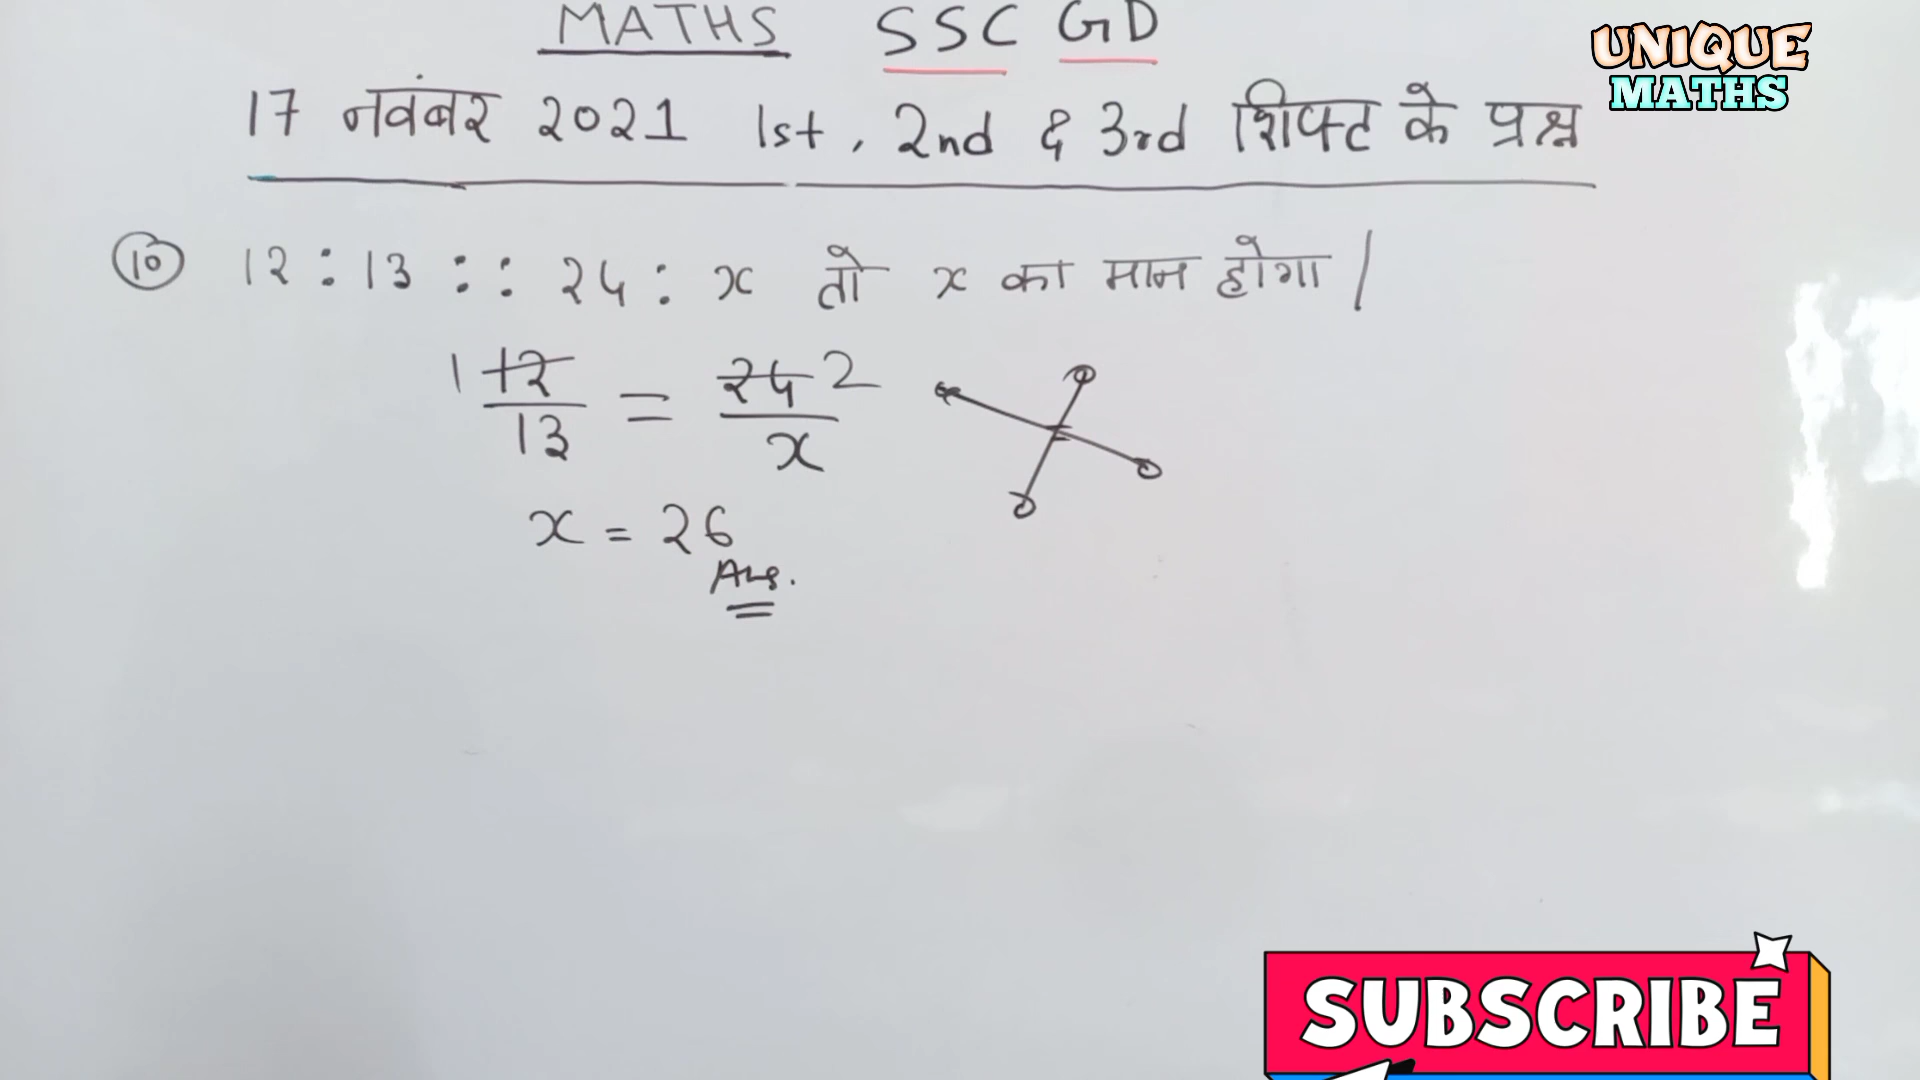 MATHS SSC GD
UNIQUE
MATHS
17 नवंबर 2021 1st, 2nd & 3rd शिफ्ट के प्रश्न
10 12 : 13 :: 24 : x तो x का मान होगा |
1 12/13 = 24/x 2
x = 26
Ans.
SUBSCRIBE